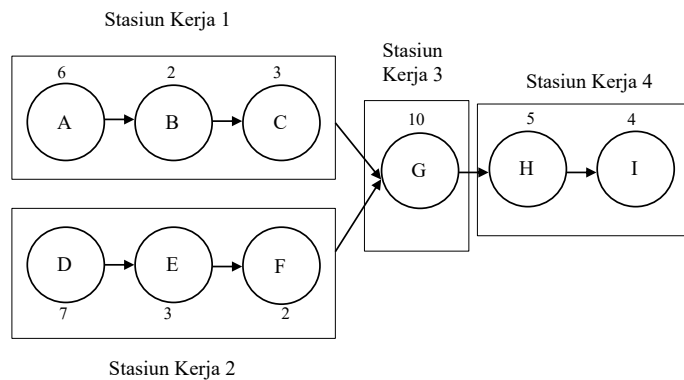 Stasiun Kerja 1
6 2 3
A B C
Stasiun
Kerja 3
10
G
Stasiun Kerja 4
5 4
H I
D E F
7 3 2
Stasiun Kerja 2